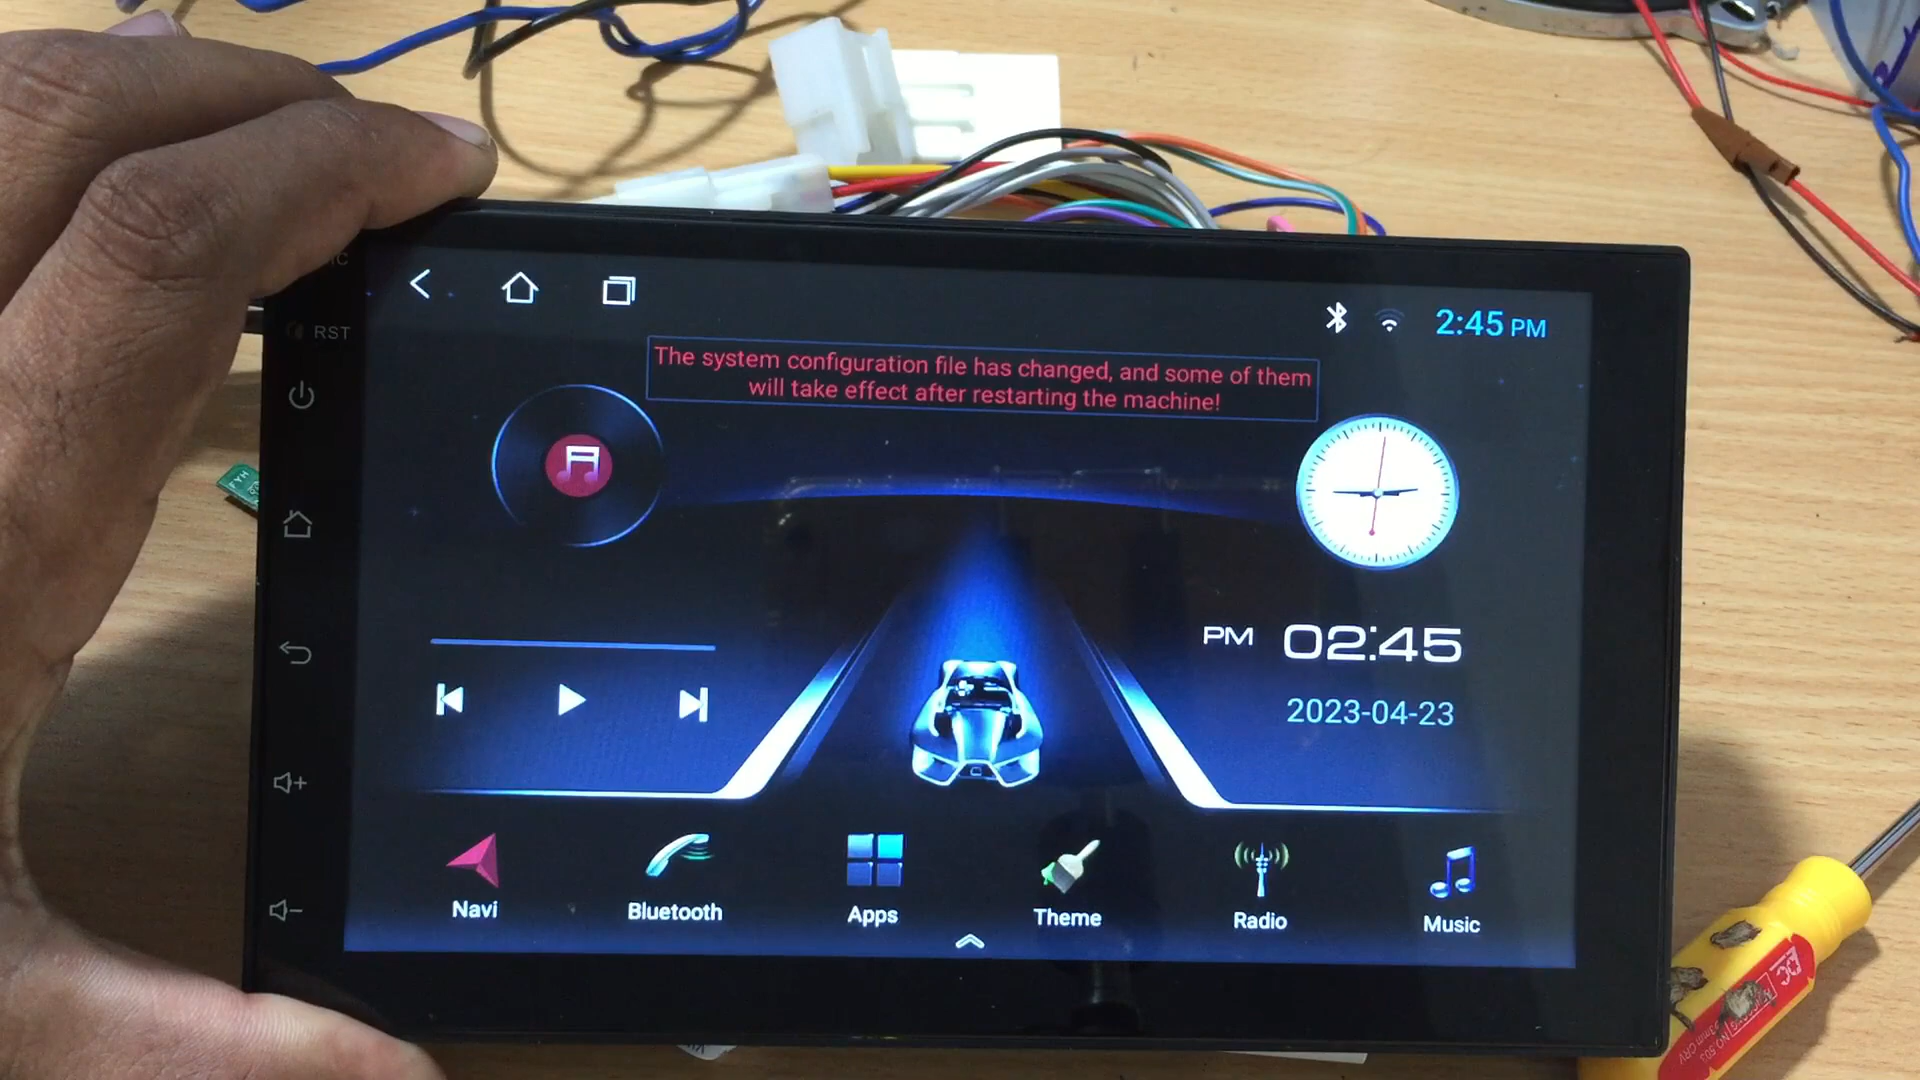 RST
2:45 PM
The system configuration file has changed, and some of them
will take effect after restarting the machine!
PM 02:45
2023-04-23
Navi
Bluetooth
Apps
Theme
Radio
Music